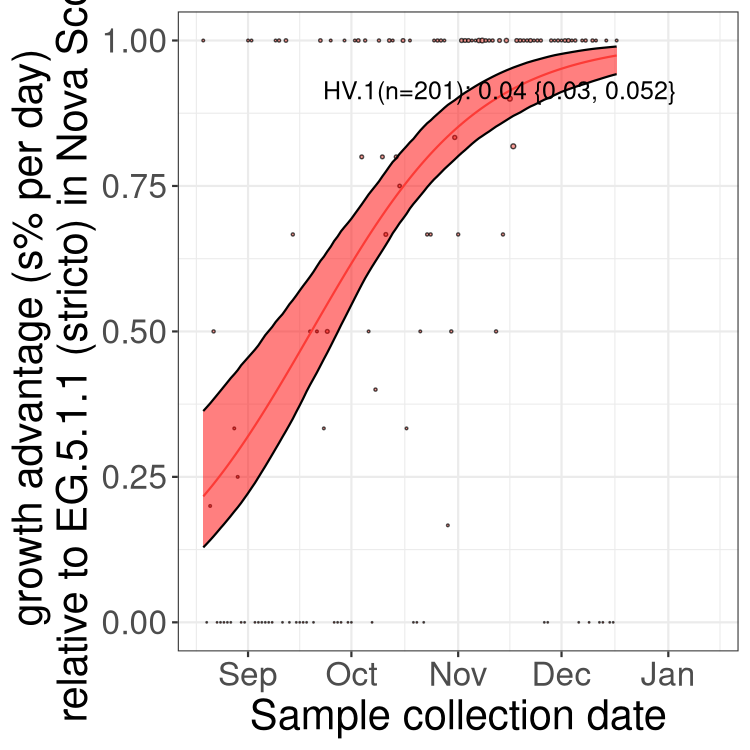 growth advantage (s% per day)
relative to EG.5.1.1 (stricto) in Nova Sco
1.00
0.75
0.50
0.25
0.00
HV.1(n=201): 0.04 {0.03, 0.052}
Sep Oct Nov Dec Jan
Sample collection date